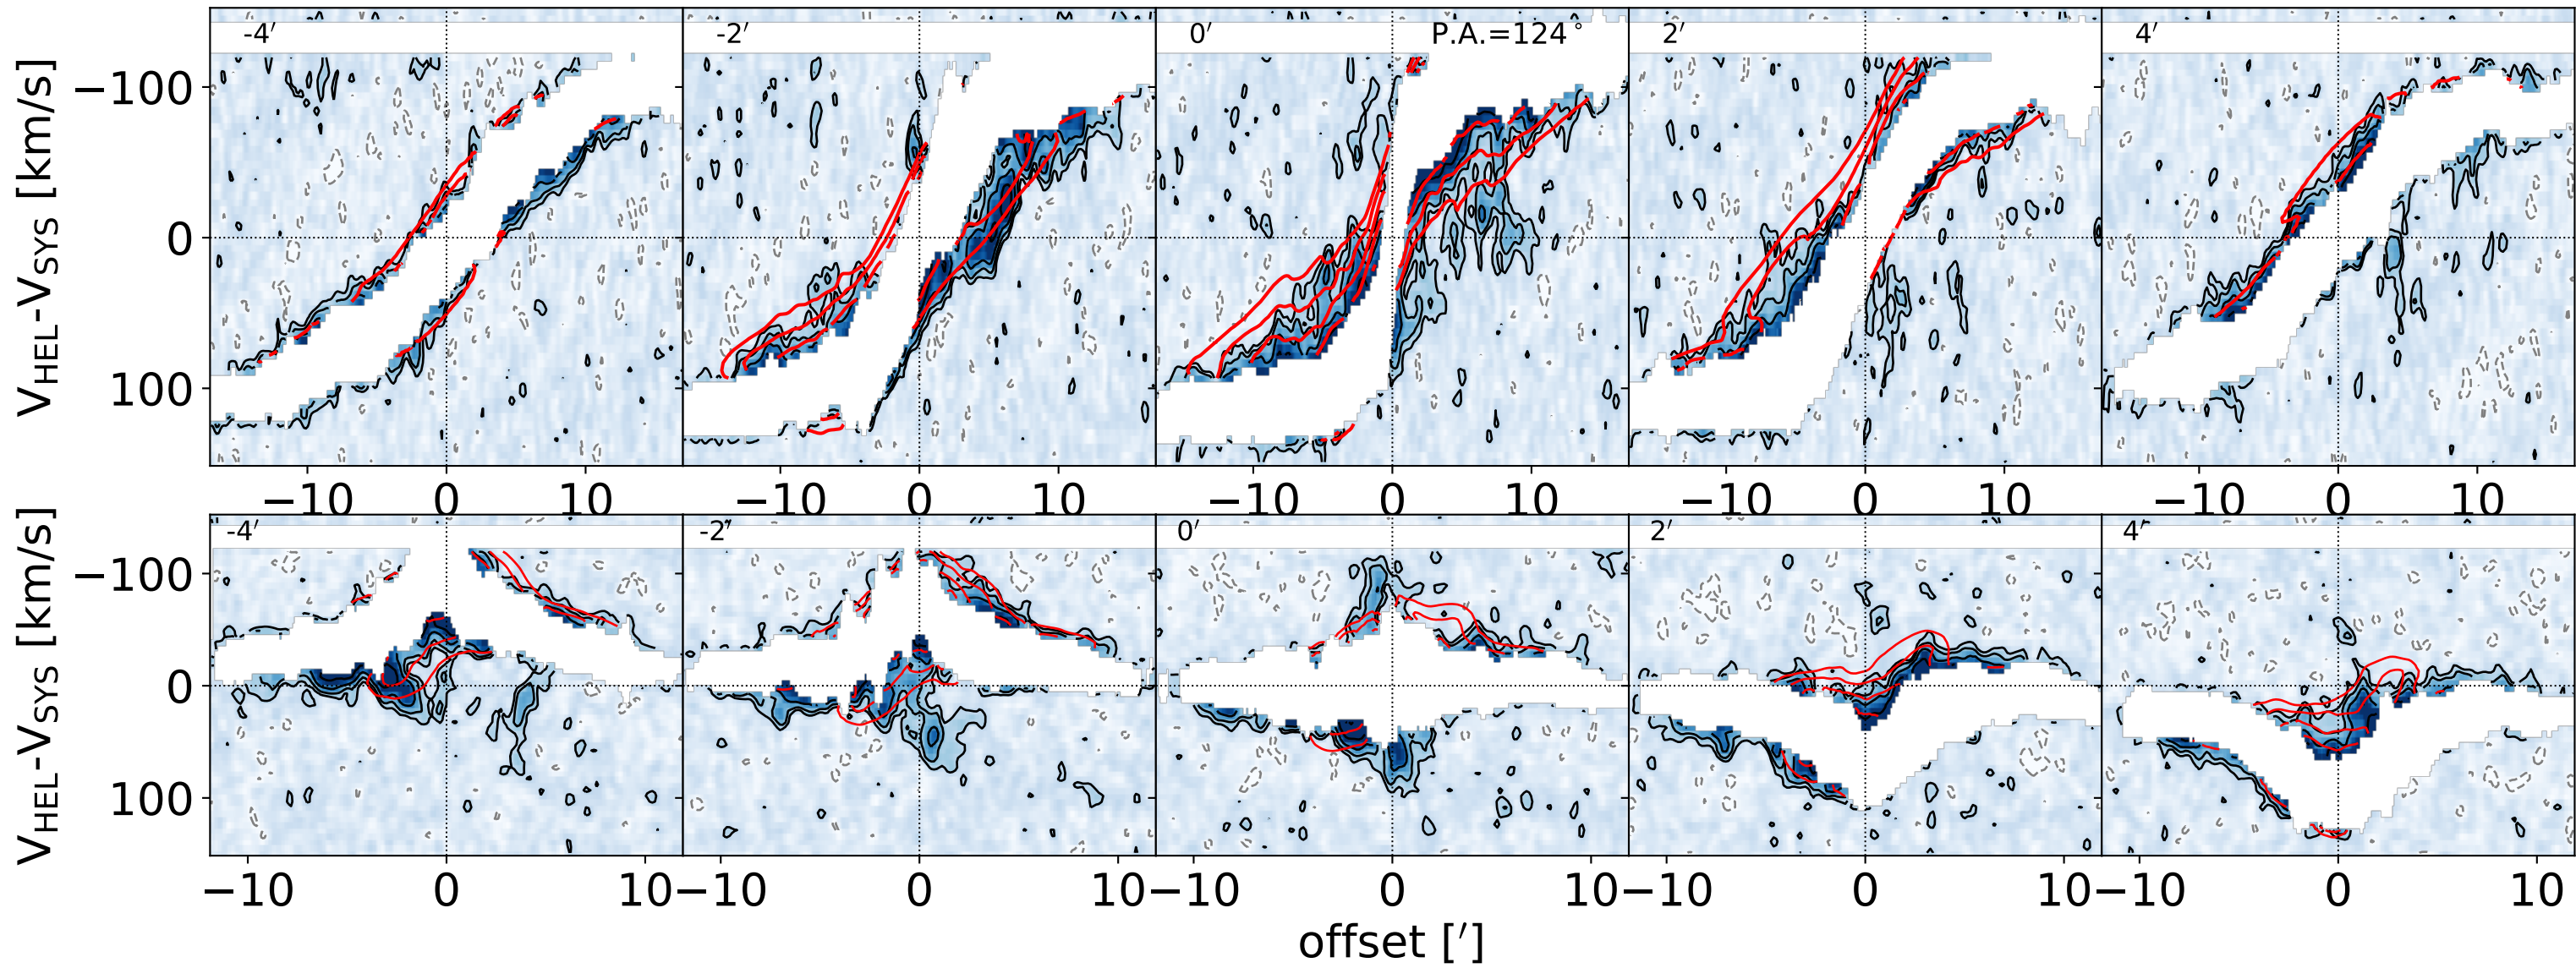 -4′ -2′ 0′ P.A.=124° 2′ 4′
V_HEL-V_SYS [km/s]
−100
0
100
−10 0 10 −10 0 10 −10 0 10 −10 0 10 −10 0 10
-4′ -2′ 0′ 2′ 4′
V_HEL-V_SYS [km/s]
−100
0
100
−10 0 10 −10 0 10 −10 0 10 −10 0 10 −10 0 10
offset [′]